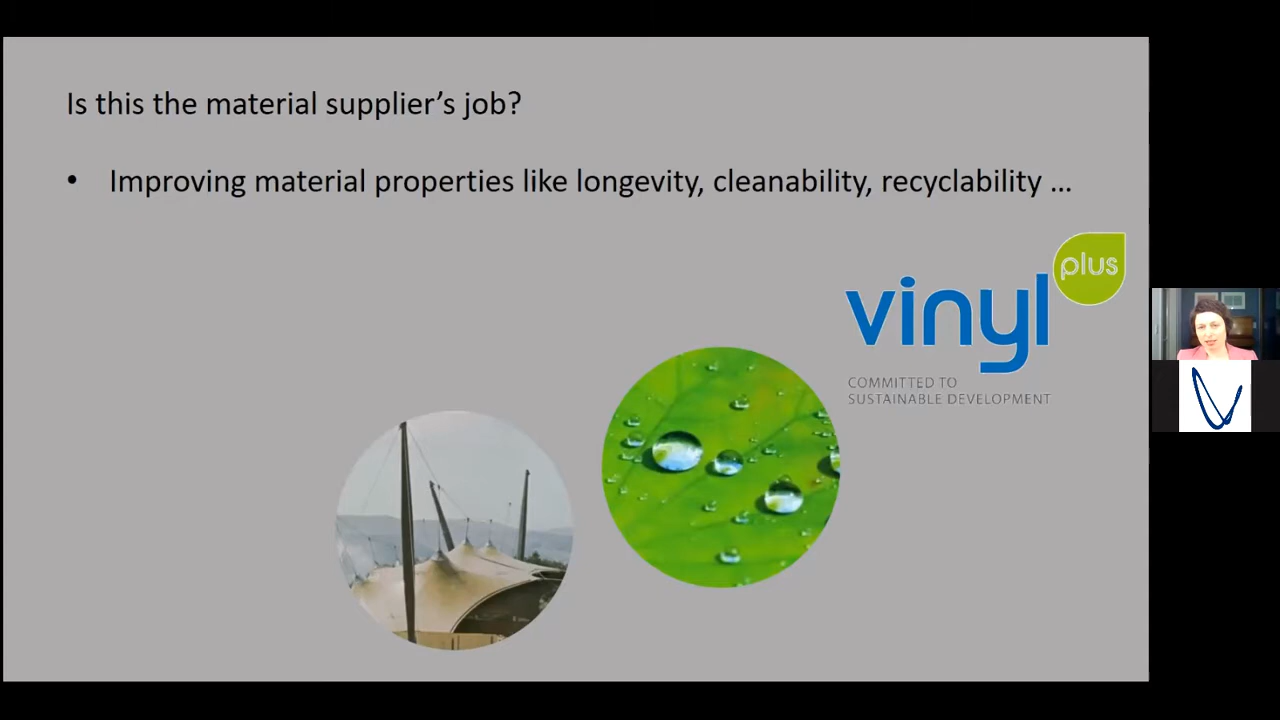 Is this the material supplier’s job?
• Improving material properties like longevity, cleanability, recyclability ...
plus
vinyl
COMMITTED TO
SUSTAINABLE DEVELOPMENT